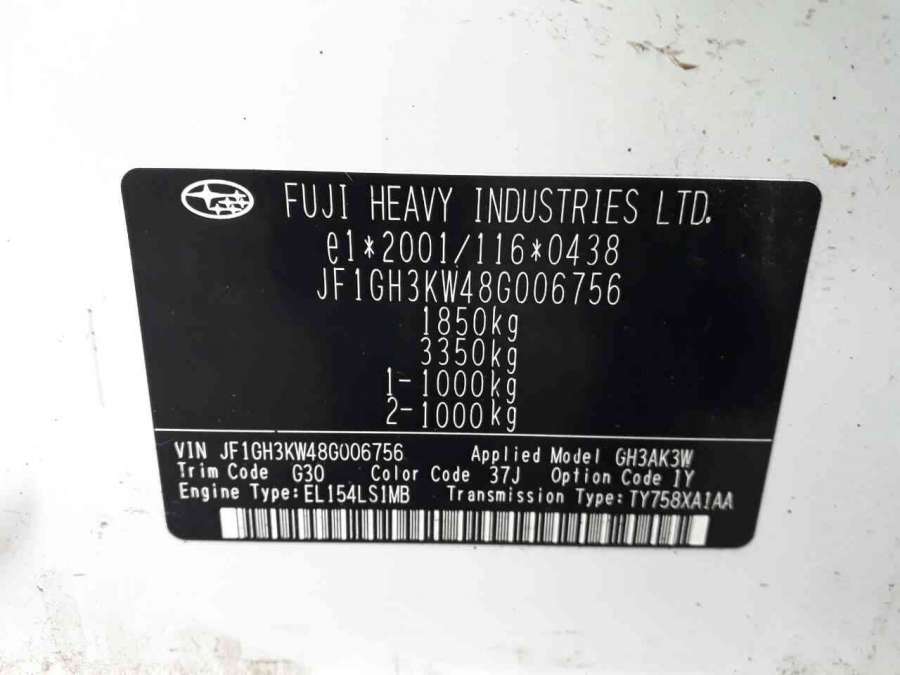 FUJI HEAVY INDUSTRIES LTD.
e1*2001/116*0438
JF1GH3KW48G006756
1850kg
3350kg
1-1000kg
2-1000kg
VIN JF1GH3KW48G006756 Applied Model GH3AK3W
Trim Code G30 Color Code 37J Option Code 1Y
Engine Type:EL154LS1MB Transmission Type:TY758XA1AA